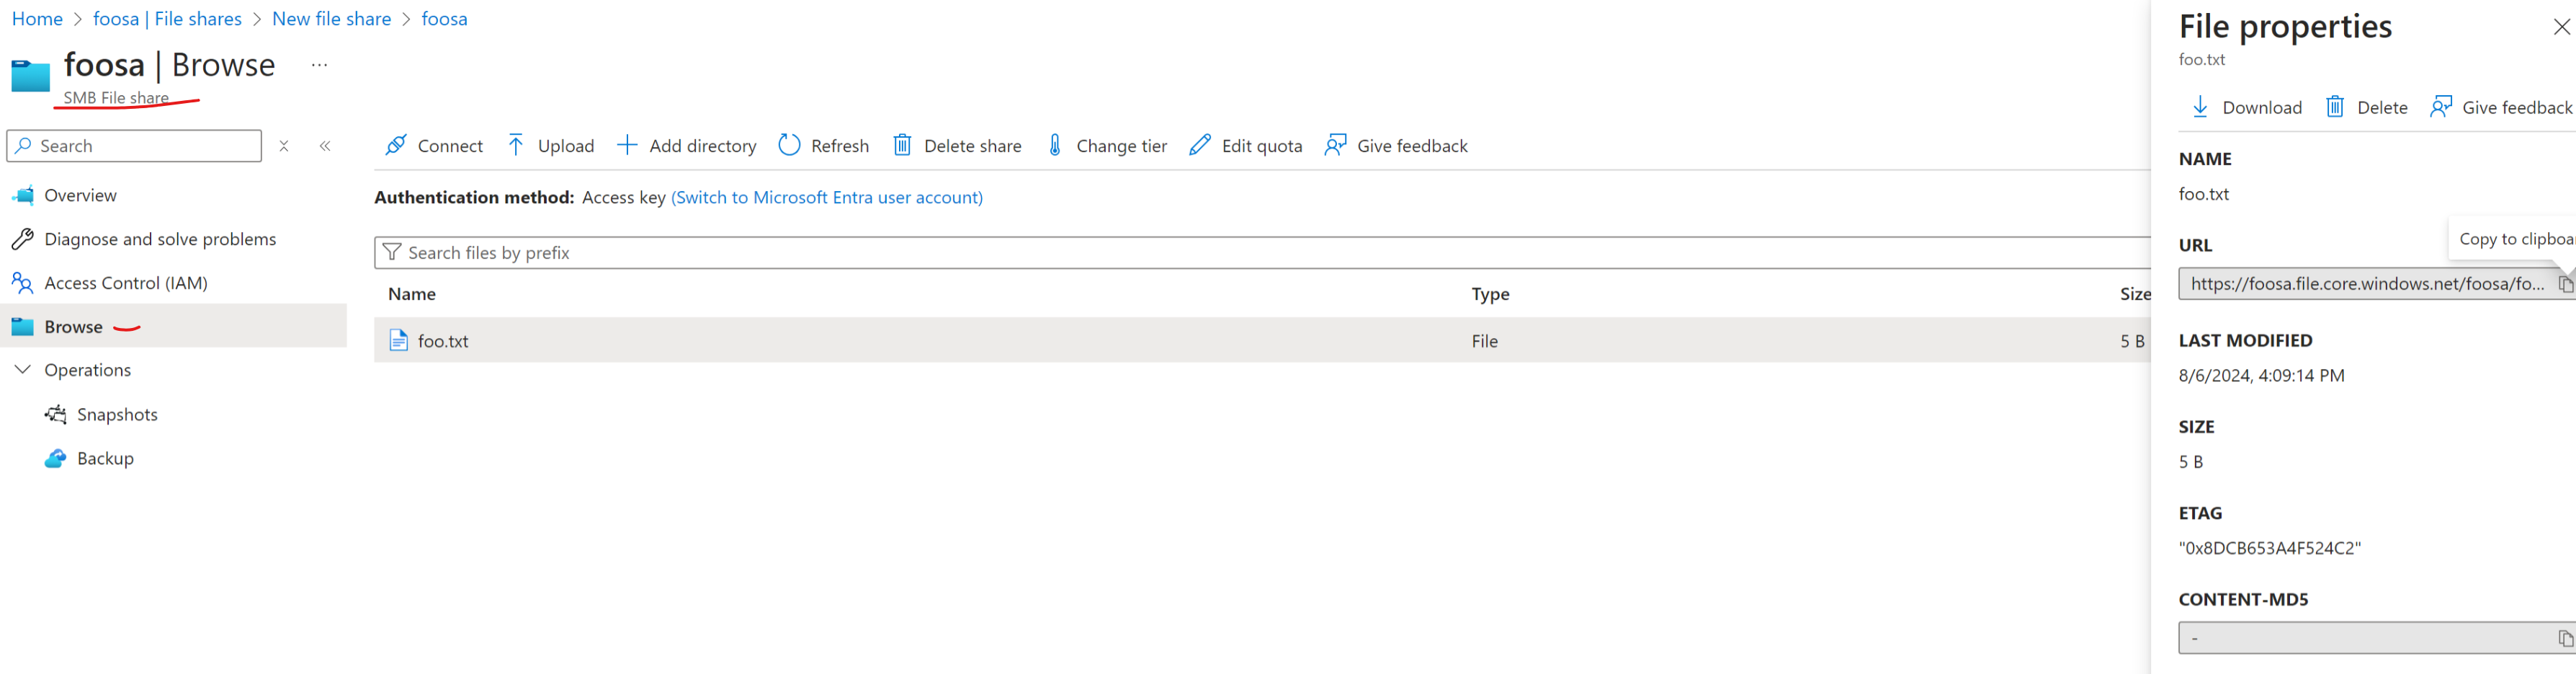 Home > foosa | File shares > New file share > foosa
foosa | Browse ...
SMB File share
Search
Overview
Diagnose and solve problems
Access Control (IAM)
Browse
Operations
Snapshots
Backup
Connect Upload Add directory Refresh Delete share Change tier Edit quota Give feedback
Authentication method: Access key (Switch to Microsoft Entra user account)
Search files by prefix
Name Type Size
foo.txt File 5 B
File properties
foo.txt
Download Delete Give feedback
NAME
foo.txt
Copy to clipboa
URL
https://foosa.file.core.windows.net/foosa/fo...
LAST MODIFIED
8/6/2024, 4:09:14 PM
SIZE
5 B
ETAG
"0x8DCB653A4F524C2"
CONTENT-MD5
-